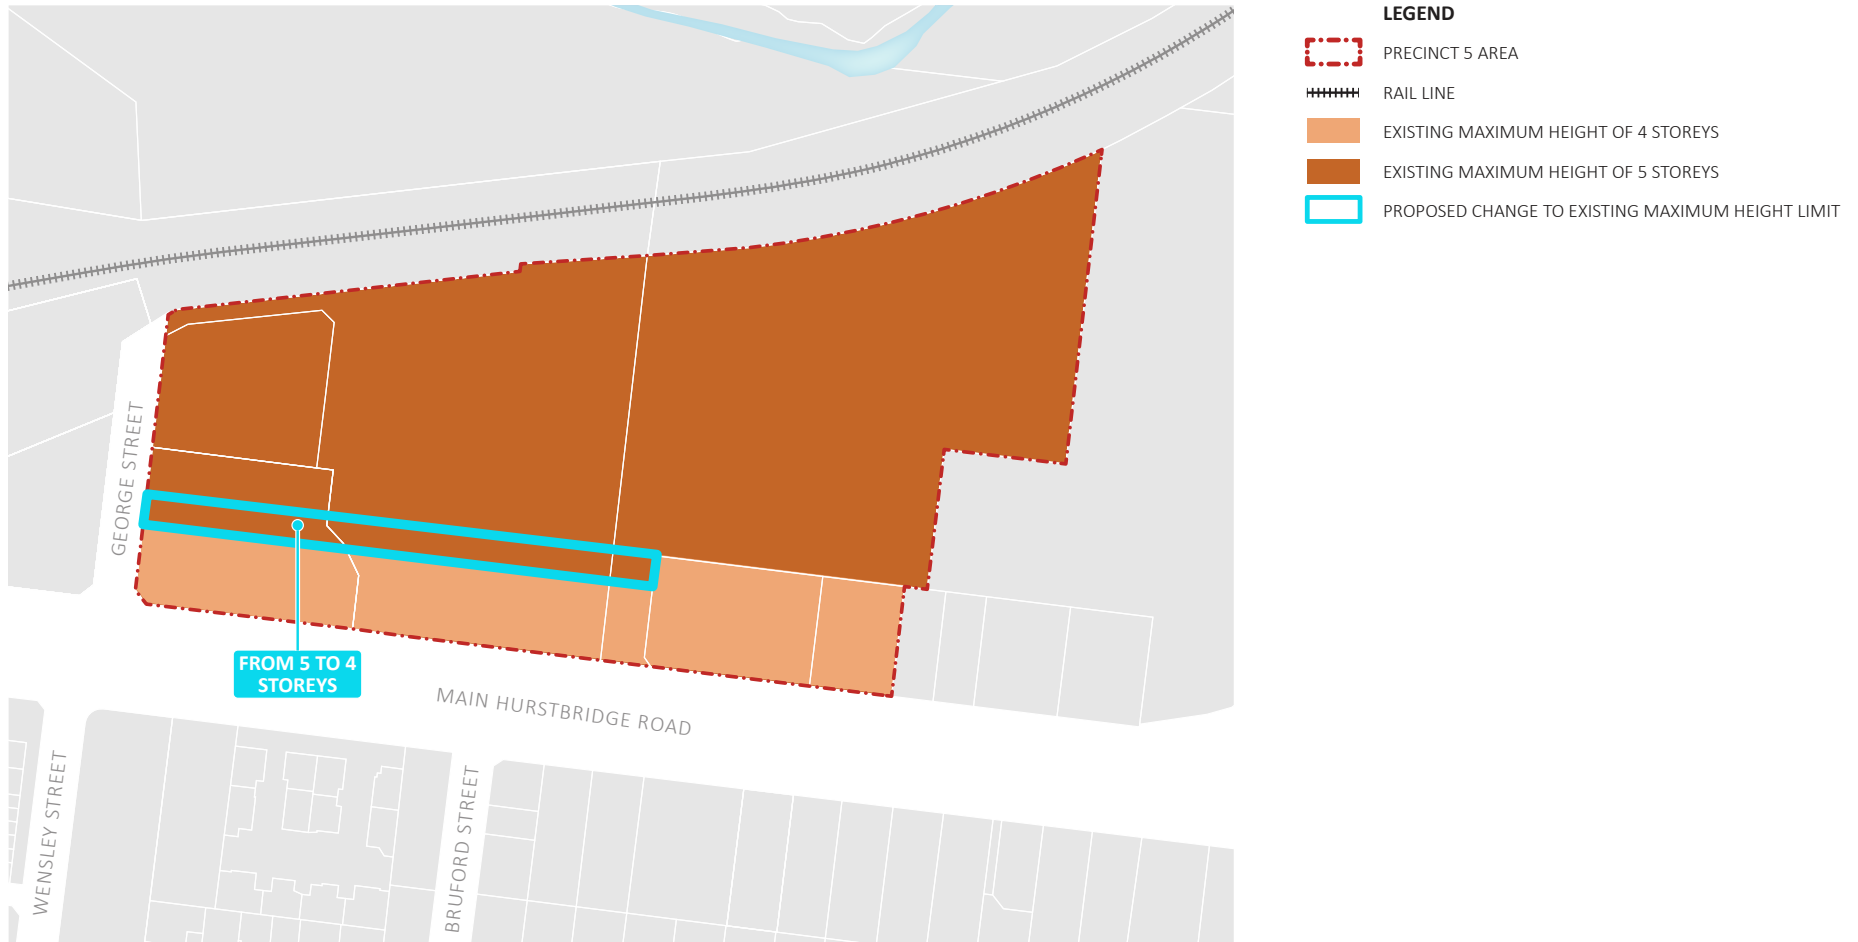 LEGEND
PRECINCT 5 AREA
RAIL LINE
EXISTING MAXIMUM HEIGHT OF 4 STOREYS
EXISTING MAXIMUM HEIGHT OF 5 STOREYS
PROPOSED CHANGE TO EXISTING MAXIMUM HEIGHT LIMIT
GEORGE STREET
FROM 5 TO 4
STOREYS
MAIN HURSTBRIDGE ROAD
WENSLEY STREET
BRUFORD STREET